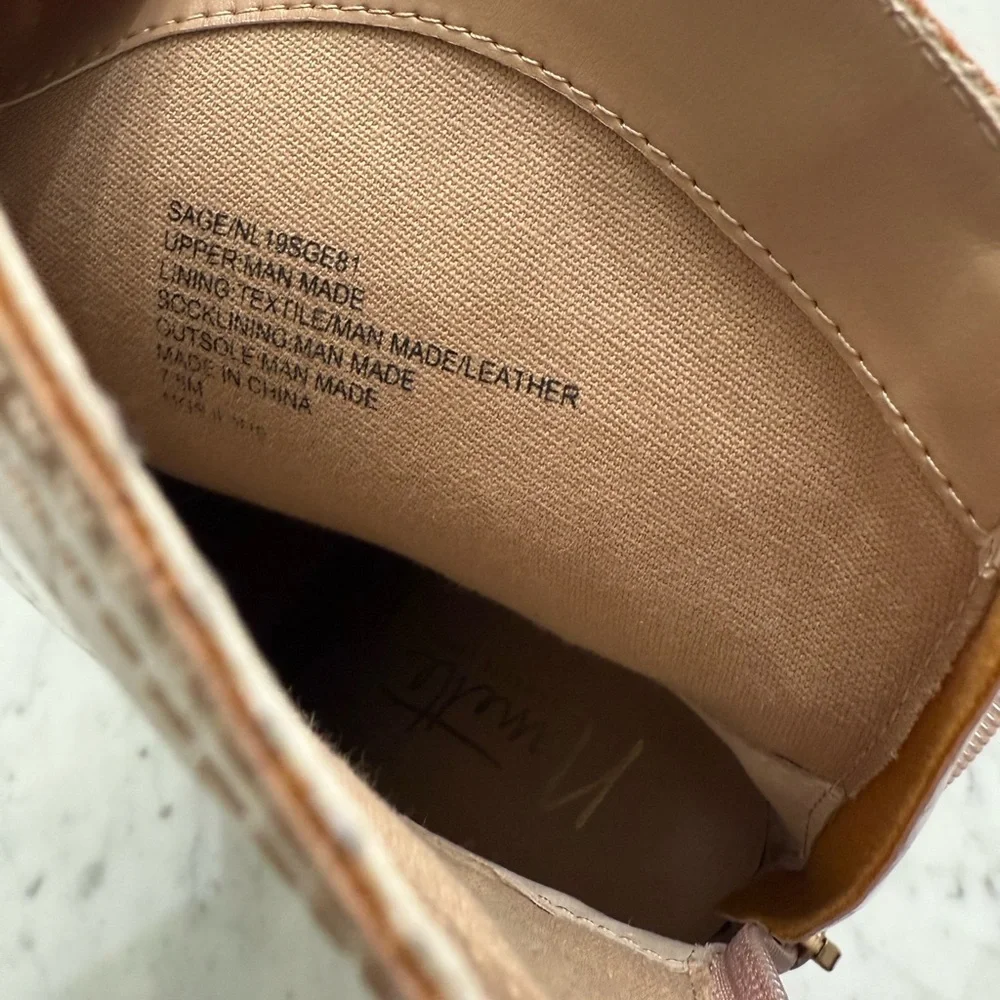 SAGE/NL19SGE81
UPPER:MAN MADE
LINING:TEXTILE/MAN MADE/LEATHER
SOCKLINING:MAN MADE
OUTSOLE:MAN MADE
MADE IN CHINA
7.5M
Nanette